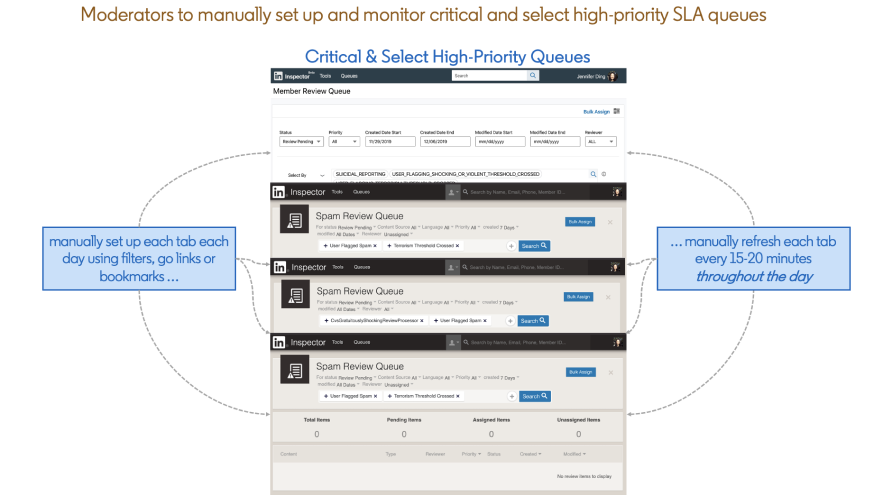 Moderators to manually set up and monitor critical and select high-priority SLA queues
Critical & Select High-Priority Queues
in Inspector Beta Tools Queues Search Jennifer Ding
Member Review Queue
Bulk Assign
Status Priority Created Date Start Created Date End Modified Date Start Modified Date End Reviewer
Review Pending All 11/29/2019 12/06/2019 mm/dd/yyyy mm/dd/yyyy ALL
Select By SUICIDAL_REPORTING USER_FLAGGING_SHOCKING_OR_VIOLENT_THRESHOLD_CROSSED
in Inspector Tools Queues Search by Name, Email, Phone, Member ID...
Spam Review Queue
For status Review Pending Content Source All Language All Priority All created 7 Days
modified All Dates Reviewer Unassigned
Bulk Assign ×
+ User Flagged Spam × + Terrorism Threshold Crossed × + Search
in Inspector Tools Queues Search by Name, Email, Phone, Member ID...
Spam Review Queue
For status Review Pending Content Source All Language All Priority All created 7 Days
modified All Dates Reviewer All
Bulk Assign ×
+ User Flagged Spam × + Search
in Inspector Tools Queues Search by Name, Email, Phone, Member ID...
Spam Review Queue
For status Review Pending Content Source All Language All Priority All created 7 Days
modified All Dates Reviewer Unassigned
Bulk Assign ×
+ User Flagged Spam × + Terrorism Threshold Crossed × + Search
Total Items Pending Items Assigned Items Unassigned Items
0 0 0 0
Content Type Reviewer Priority Status Created Modified
No review items to display
manually set up each tab each
day using filters, go links or
bookmarks ...
... manually refresh each tab
every 15-20 minutes
throughout the day